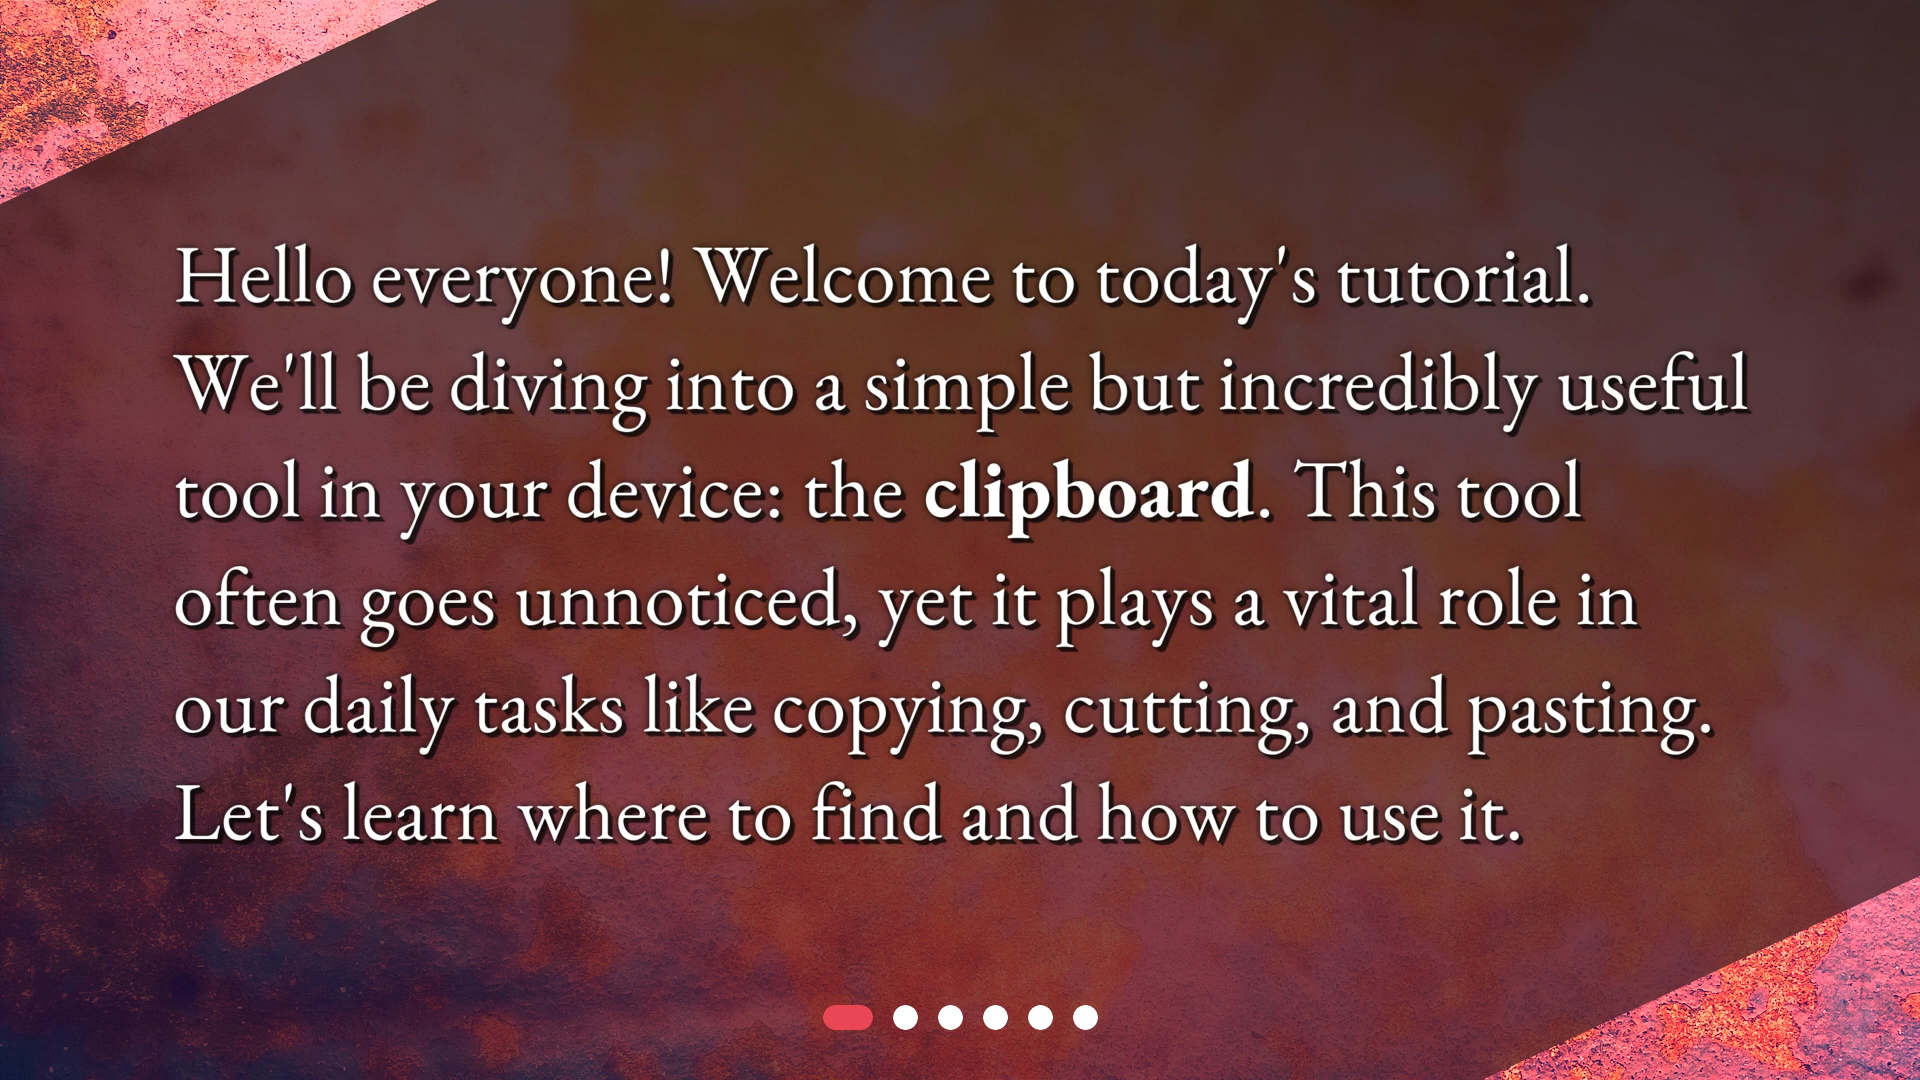 Hello everyone! Welcome to today's tutorial.
We'll be diving into a simple but incredibly useful
tool in your device: the clipboard. This tool
often goes unnoticed, yet it plays a vital role in
our daily tasks like copying, cutting, and pasting.
Let's learn where to find and how to use it.